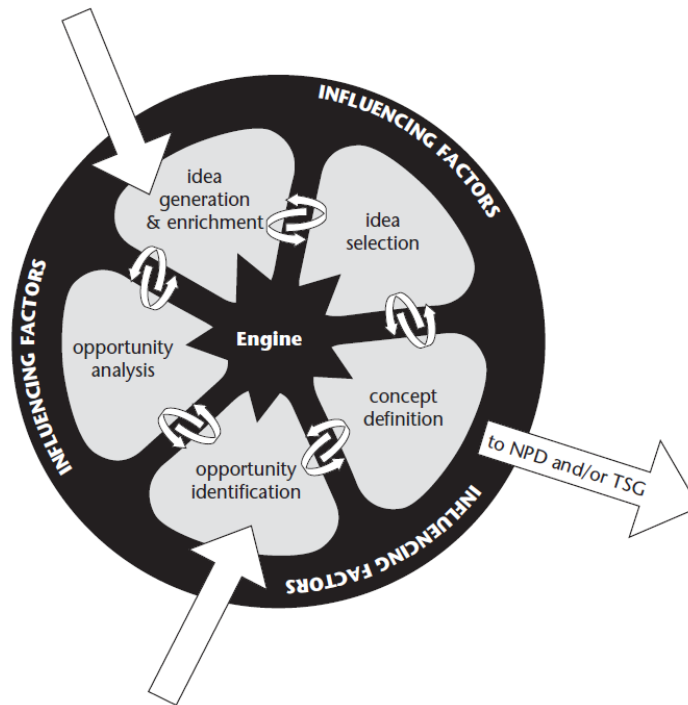 INFLUENCING FACTORS
idea
generation
& enrichment
idea
selection
INFLUENCING FACTORS
Engine
opportunity
analysis
concept
definition
opportunity
identification
to NPD and/or TSG
INFLUENCING FACTORS